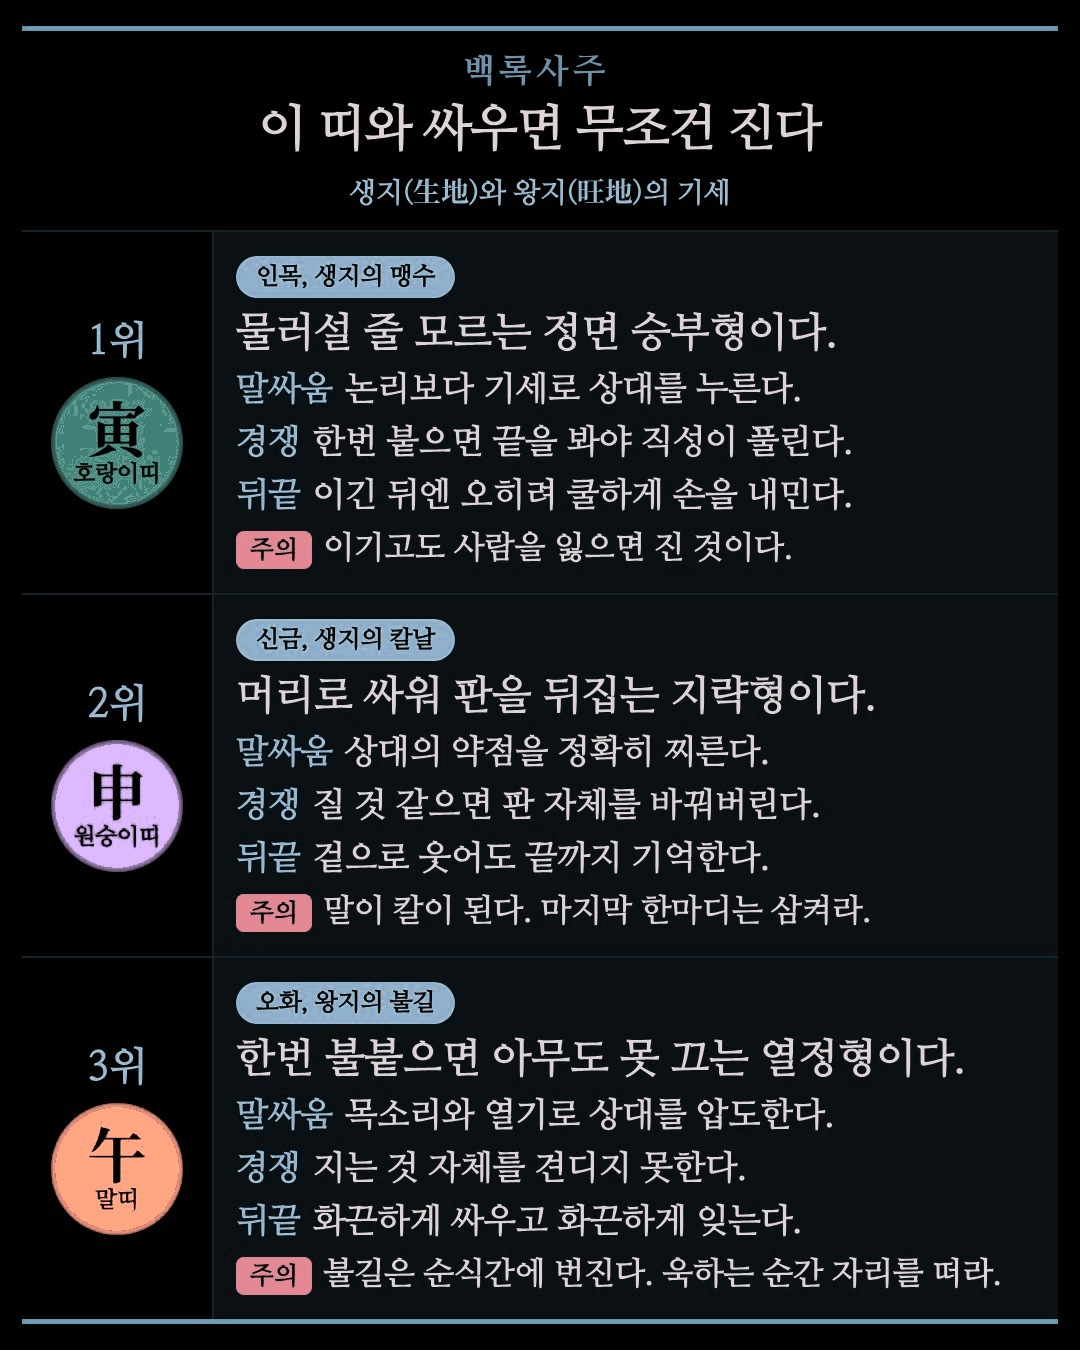 백록사주
이 띠와 싸우면 무조건 진다
생지(生地)와 왕지(旺地)의 기세
1위
寅
호랑이띠
인목, 생지의 맹수
물러설 줄 모르는 정면 승부형이다.
말싸움 논리보다 기세로 상대를 누른다.
경쟁 한번 붙으면 끝을 봐야 직성이 풀린다.
뒤끝 이긴 뒤엔 오히려 쿨하게 손을 내민다.
주의 이기고도 사람을 잃으면 진 것이다.
2위
申
원숭이띠
신금, 생지의 칼날
머리로 싸워 판을 뒤집는 지략형이다.
말싸움 상대의 약점을 정확히 찌른다.
경쟁 질 것 같으면 판 자체를 바꿔버린다.
뒤끝 겉으로 웃어도 끝까지 기억한다.
주의 말이 칼이 된다. 마지막 한마디는 삼켜라.
3위
午
말띠
오화, 왕지의 불길
한번 불붙으면 아무도 못 끄는 열정형이다.
말싸움 목소리와 열기로 상대를 압도한다.
경쟁 지는 것 자체를 견디지 못한다.
뒤끝 화끈하게 싸우고 화끈하게 잊는다.
주의 불길은 순식간에 번진다. 욱하는 순간 자리를 떠라.